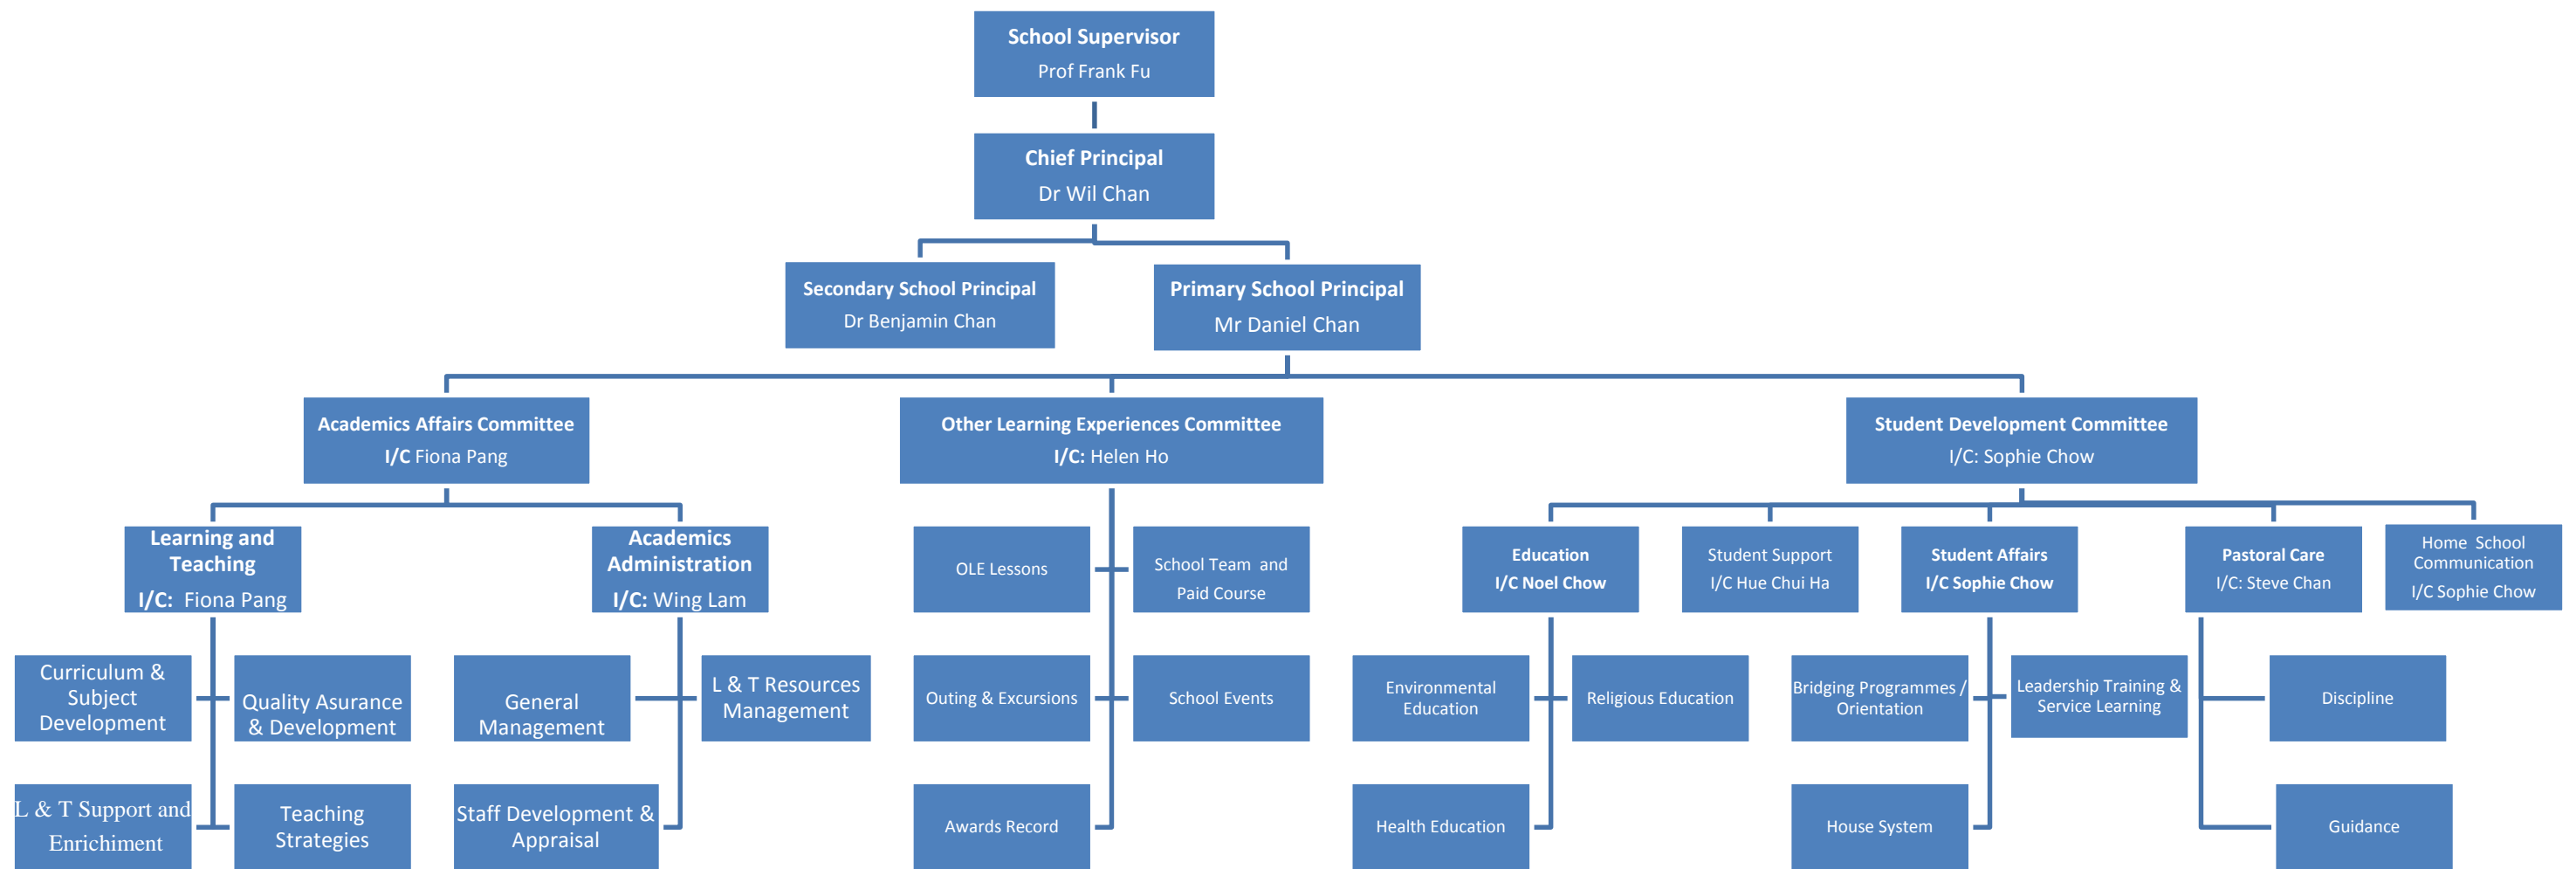 School Supervisor
Prof Frank Fu
Chief Principal
Dr Wil Chan
Secondary School Principal
Dr Benjamin Chan
Primary School Principal
Mr Daniel Chan
Academics Affairs Committee
I/C Fiona Pang
Other Learning Experiences Committee
I/C: Helen Ho
Student Development Committee
I/C: Sophie Chow
Learning and
Teaching
I/C: Fiona Pang
Academics
Administration
I/C: Wing Lam
OLE Lessons
School Team and
Paid Course
Education
I/C Noel Chow
Student Support
I/C Hue Chui Ha
Student Affairs
I/C Sophie Chow
Pastoral Care
I/C: Steve Chan
Home School
Communication
I/C Sophie Chow
Curriculum &
Subject
Development
Quality Asurance
& Development
General
Management
L & T Resources
Management
Outing & Excursions
School Events
Environmental
Education
Religious Education
Bridging Programmes /
Orientation
Leadership Training &
Service Learning
Discipline
L & T Support and
Enrichiment
Teaching
Strategies
Staff Development &
Appraisal
Awards Record
Health Education
House System
Guidance